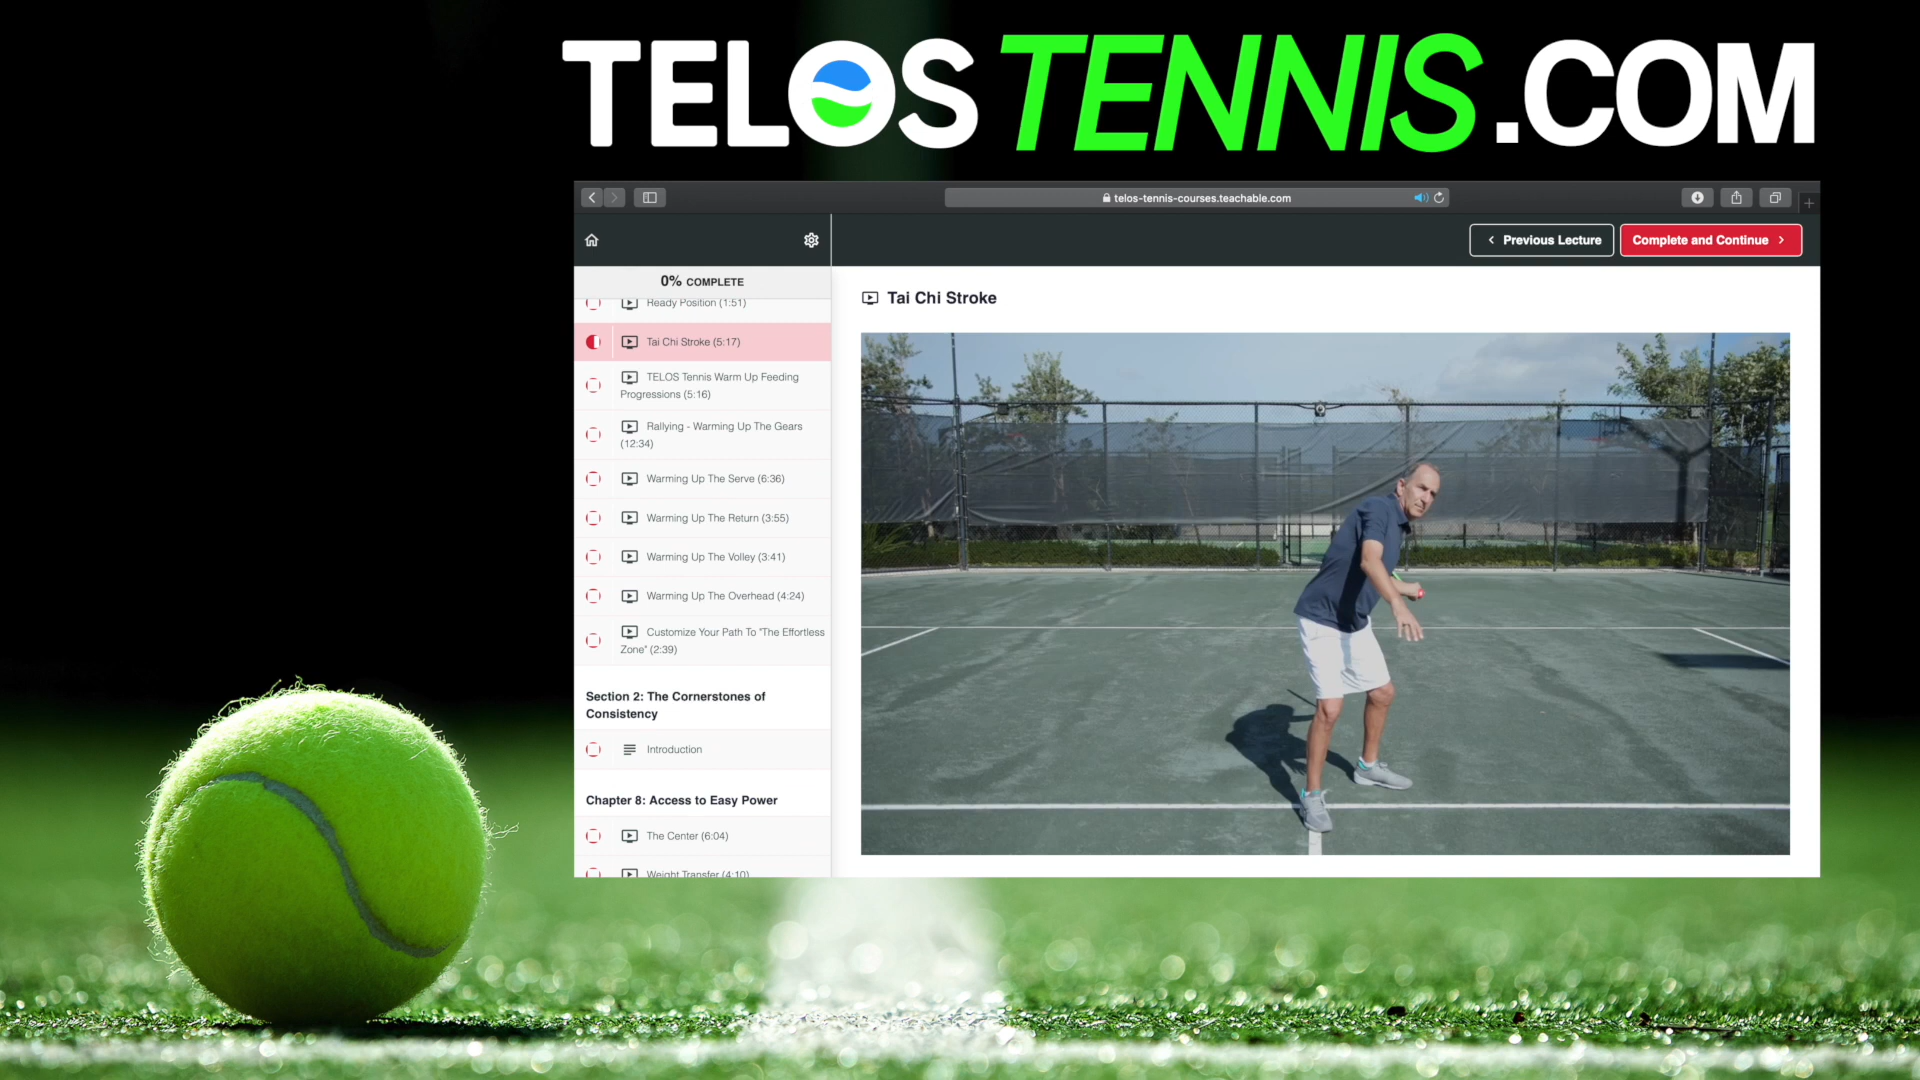 TELOS TENNIS.COM
telos-tennis-courses.teachable.com
Previous Lecture
Complete and Continue
0% COMPLETE
Ready Position (1:51)
Tai Chi Stroke (5:17)
TELOS Tennis Warm Up Feeding
Progressions (5:16)
Rallying - Warming Up The Gears
(12:34)
Warming Up The Serve (6:36)
Warming Up The Return (3:55)
Warming Up The Volley (3:41)
Warming Up The Overhead (4:24)
Customize Your Path To "The Effortless
Zone" (2:39)
Section 2: The Cornerstones of
Consistency
Introduction
Chapter 8: Access to Easy Power
The Center (6:04)
Weight Transfer (4:10)
Tai Chi Stroke